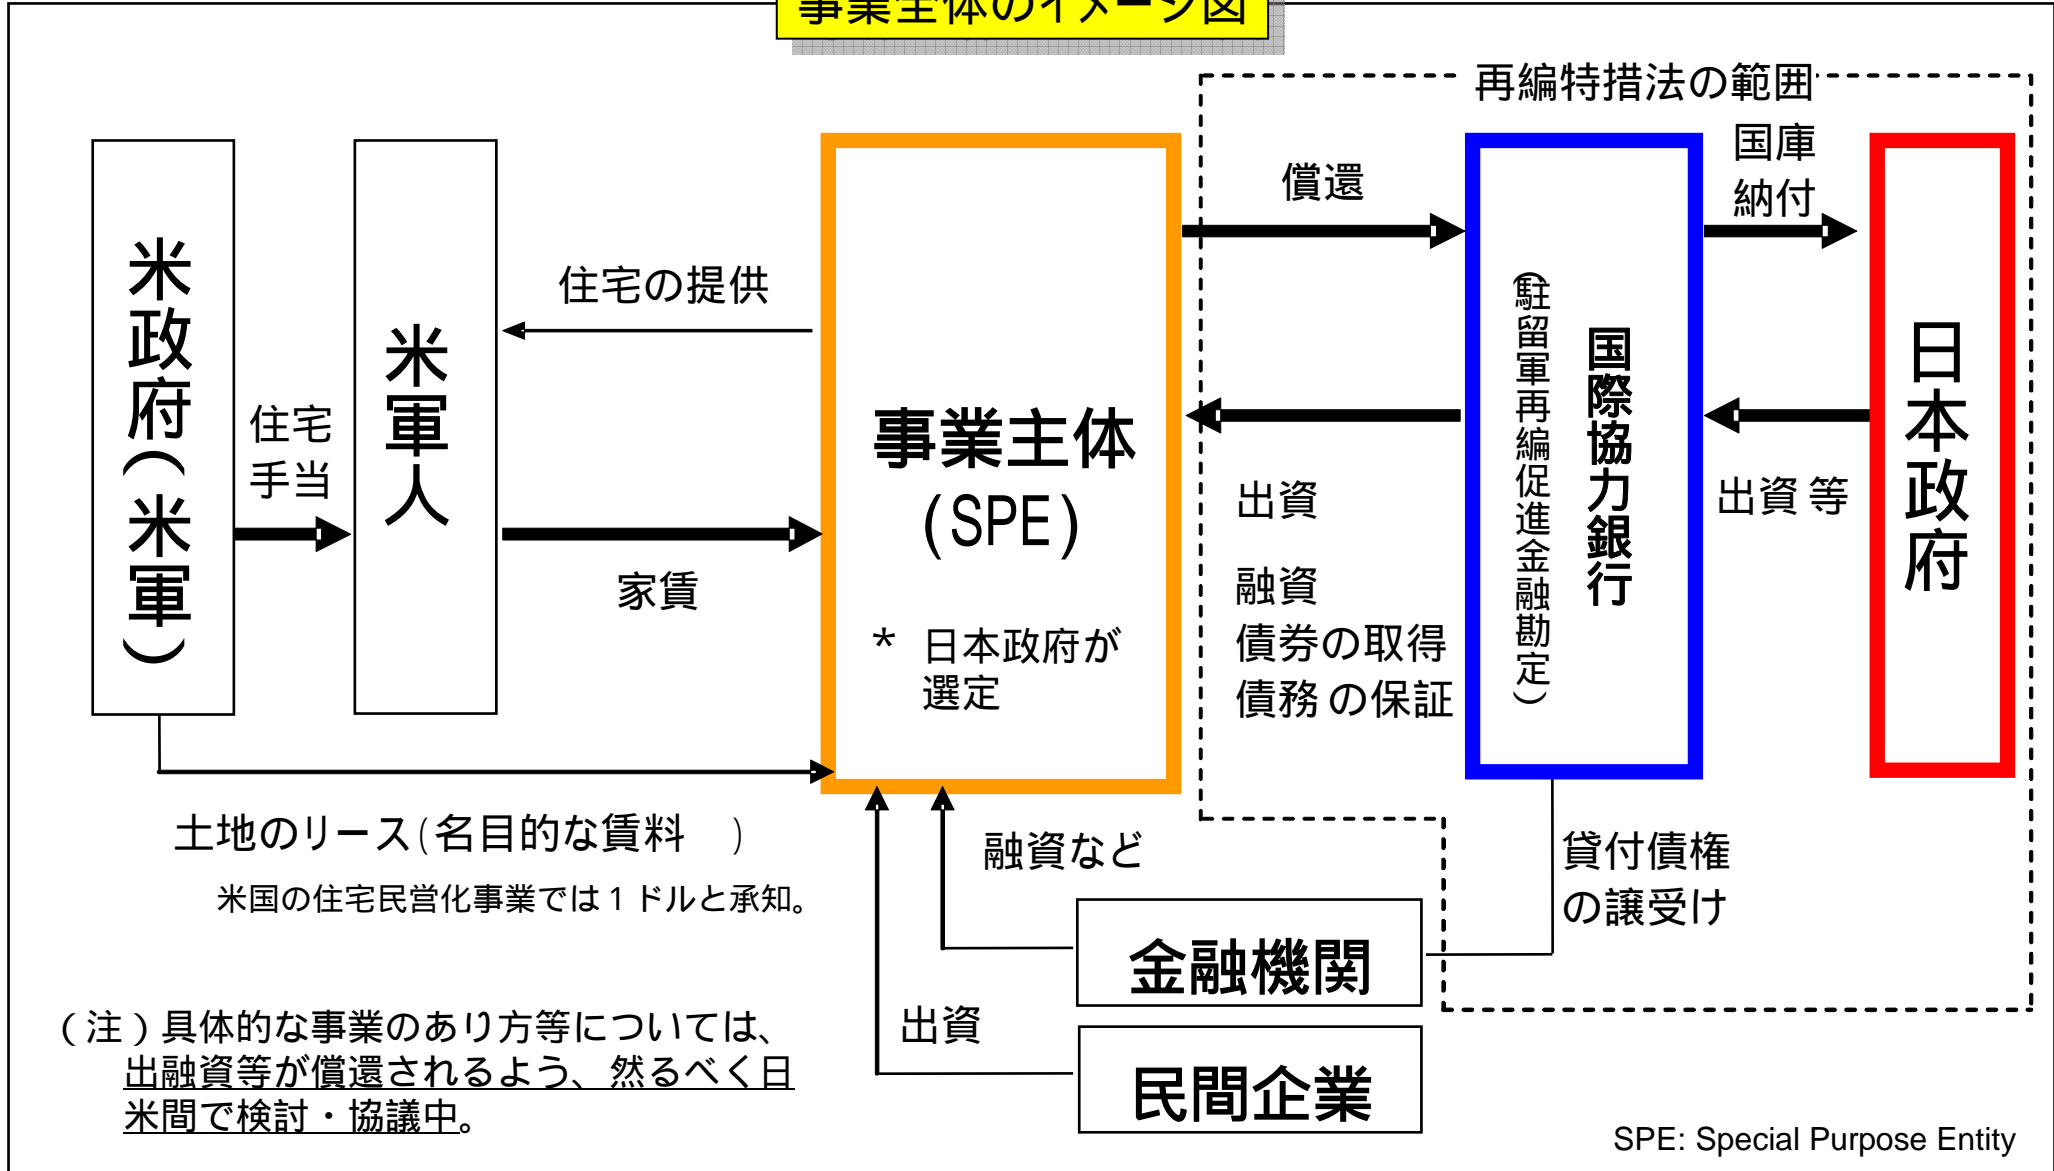 事業全体のイメージ図
再編特措法の範囲
米政府(米軍)
住宅
手当
米軍人
住宅の提供
家賃
事業主体
(SPE)
* 日本政府が
選定
償還
出資
融資
債券の取得
債務の保証
国際協力銀行
(駐留軍再編促進金融勘定)
国庫
納付
出資等
日本政府
土地のリース(名目的な賃料 )
米国の住宅民営化事業では1ドルと承知。
融資など
貸付債権
の譲受け
金融機関
出資
民間企業
(注)具体的な事業のあり方等については、
出融資等が償還されるよう、然るべく日
米間で検討・協議中。
SPE: Special Purpose Entity